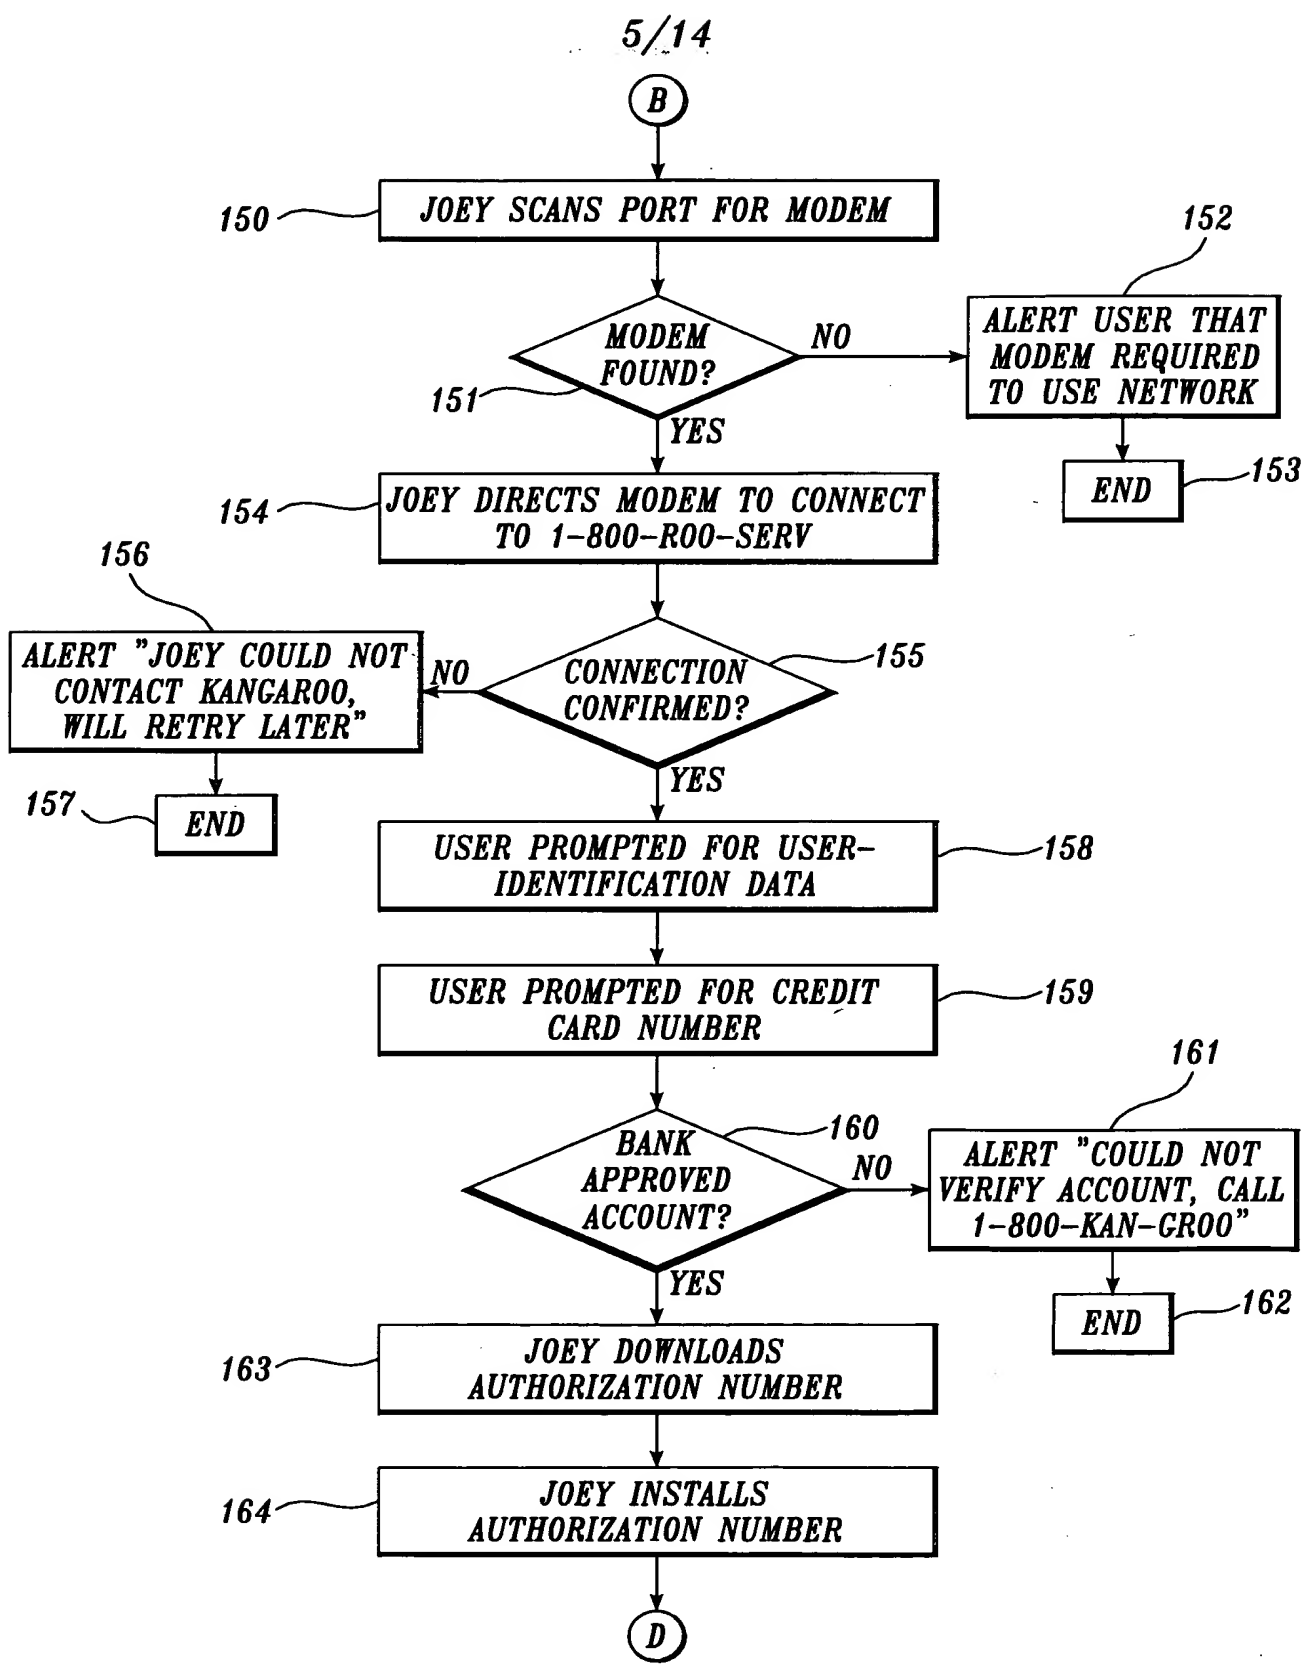 5/14
B
150
JOEY SCANS PORT FOR MODEM
152
MODEM
FOUND?
151
NO
ALERT USER THAT
MODEM REQUIRED
TO USE NETWORK
YES
END
153
154
JOEY DIRECTS MODEM TO CONNECT
TO 1-800-ROO-SERV
156
ALERT "JOEY COULD NOT
CONTACT KANGAROO,
WILL RETRY LATER"
NO
CONNECTION
CONFIRMED?
155
YES
157
END
USER PROMPTED FOR USER-
IDENTIFICATION DATA
158
USER PROMPTED FOR CREDIT
CARD NUMBER
159
161
BANK
APPROVED
ACCOUNT?
160
NO
ALERT "COULD NOT
VERIFY ACCOUNT, CALL
1-800-KAN-GROO"
YES
END
162
163
JOEY DOWNLOADS
AUTHORIZATION NUMBER
164
JOEY INSTALLS
AUTHORIZATION NUMBER
D